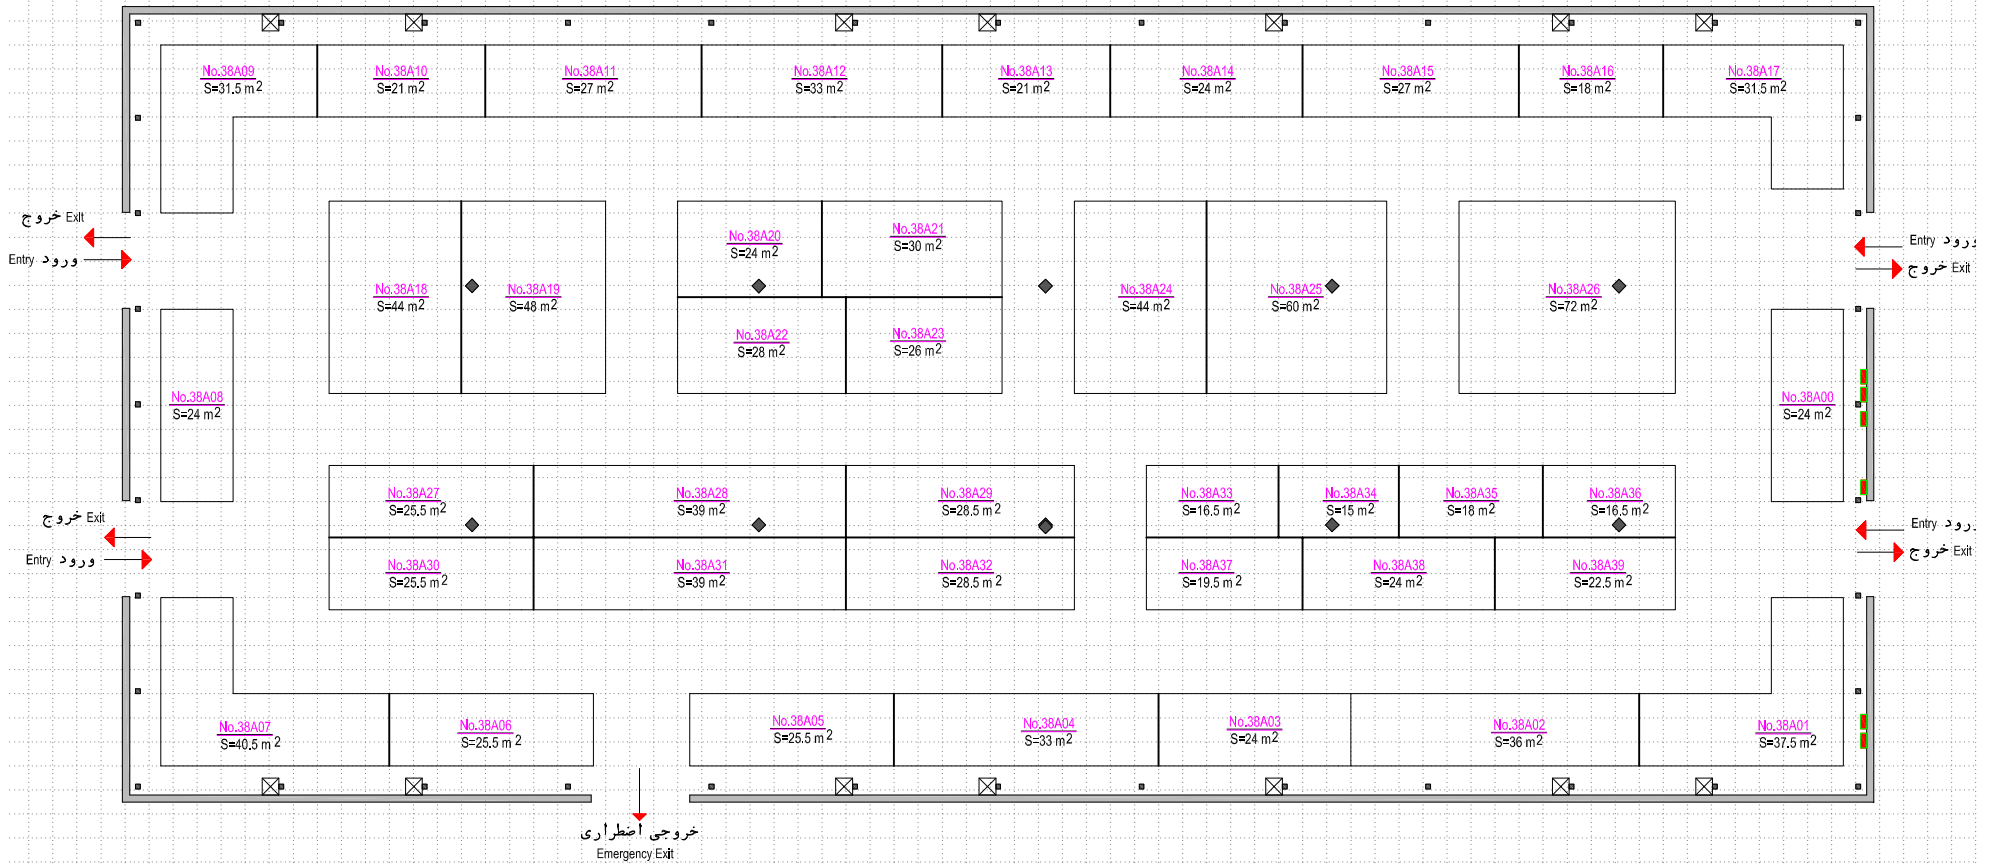 No.38A09
S=31.5 m²
No.38A10
S=21 m²
No.38A11
S=27 m²
No.38A12
S=33 m²
No.38A13
S=21 m²
No.38A14
S=24 m²
No.38A15
S=27 m²
No.38A16
S=18 m²
No.38A17
S=31.5 m²
خروج Exit
Entry ورود
Entry ورود
خروج Exit
No.38A18
S=44 m²
No.38A19
S=48 m²
No.38A20
S=24 m²
No.38A21
S=30 m²
No.38A22
S=28 m²
No.38A23
S=26 m²
No.38A24
S=44 m²
No.38A25
S=60 m²
No.38A26
S=72 m²
No.38A08
S=24 m²
No.38A00
S=24 m²
No.38A27
S=25.5 m²
No.38A28
S=39 m²
No.38A29
S=28.5 m²
No.38A33
S=16.5 m²
No.38A34
S=15 m²
No.38A35
S=18 m²
No.38A36
S=16.5 m²
خروج Exit
Entry ورود
Entry ورود
خروج Exit
No.38A30
S=25.5 m²
No.38A31
S=39 m²
No.38A32
S=28.5 m²
No.38A37
S=19.5 m²
No.38A38
S=24 m²
No.38A39
S=22.5 m²
No.38A07
S=40.5 m²
No.38A06
S=25.5 m²
No.38A05
S=25.5 m²
No.38A04
S=33 m²
No.38A03
S=24 m²
No.38A02
S=36 m²
No.38A01
S=37.5 m²
خروجی اضطراری
Emergency Exit